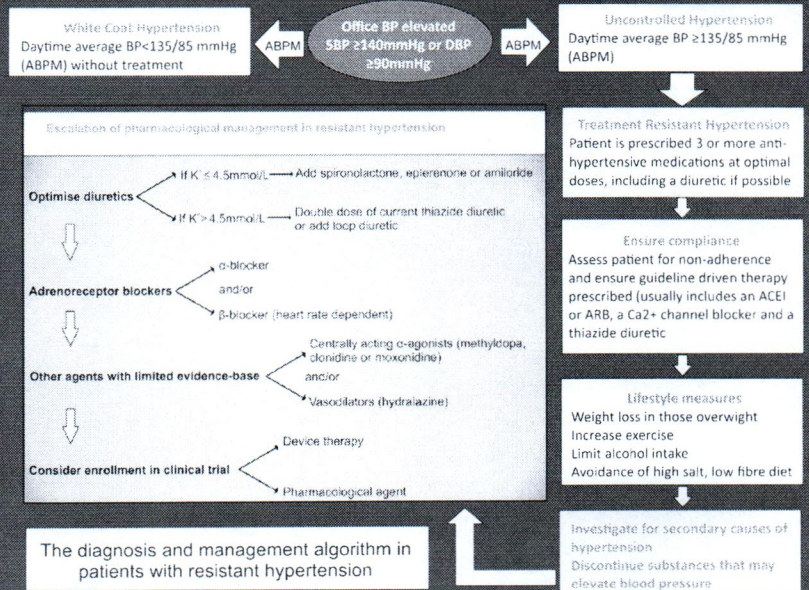 Office BP elevated
SBP ≥140mmHg or DBP
≥90mmHg
ABPM
ABPM
White Coat Hypertension
Daytime average BP<135/85 mmHg
(ABPM) without treatment
Uncontrolled Hypertension
Daytime average BP ≥135/85 mmHg
(ABPM)
Treatment Resistant Hypertension
Patient is prescribed 3 or more anti-
hypertensive medications at optimal
doses, including a diuretic if possible
Ensure compliance
Assess patient for non-adherence
and ensure guideline driven therapy
prescribed (usually includes an ACEI
or ARB, a Ca2+ channel blocker and a
thiazide diuretic
Lifestyle measures
Weight loss in those overwight
Increase exercise
Limit alcohol intake
Avoidance of high salt, low fibre diet
Investigate for secondary causes of
hypertension
Discontinue substances that may
elevate blood pressure
Escalation of pharmacological management in resistant hypertension
Optimise diuretics
If K⁺ ≤ 4.5mmol/L
Add spironolactone, eplerenone or amiloride
If K⁺ > 4.5mmol/L
Double dose of current thiazide diuretic
or add loop diuretic
Adrenoreceptor blockers
α-blocker
and/or
β-blocker (heart rate dependent)
Other agents with limited evidence-base
Centrally acting α-agonists (methyldopa,
clonidine or moxonidine)
and/or
Vasodilators (hydralazine)
Consider enrollment in clinical trial
Device therapy
Pharmacological agent
The diagnosis and management algorithm in
patients with resistant hypertension